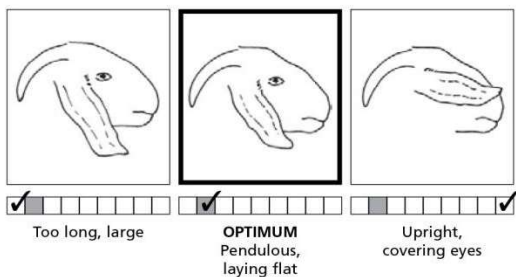 Too long, large
OPTIMUM
Pendulous,
laying flat
Upright,
covering eyes